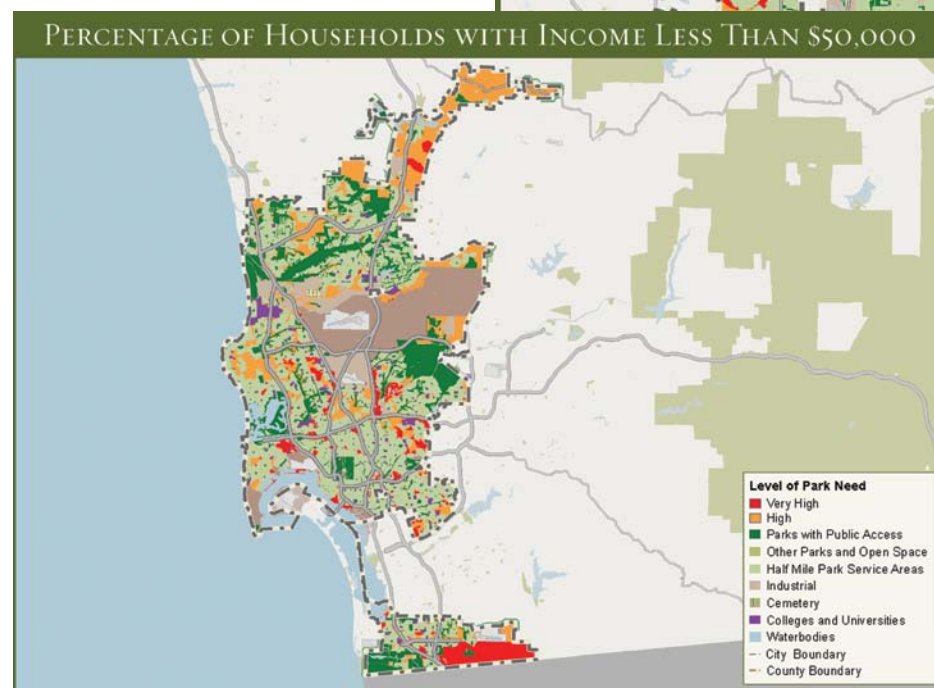 PERCENTAGE OF HOUSEHOLDS WITH INCOME LESS THAN $50,000
Level of Park Need
Very High
High
Parks with Public Access
Other Parks and Open Space
Half Mile Park Service Areas
Industrial
Cemetery
Colleges and Universities
Waterbodies
City Boundary
County Boundary